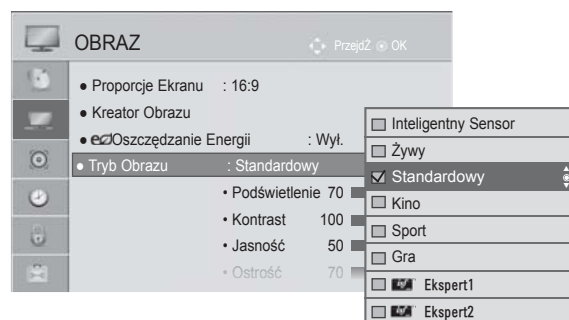 OBRAZ
PrzejdŹ OK
• Proporcje Ekranu : 16:9
• Kreator Obrazu
• eco Oszczędzanie Energii : Wył.
• Tryb Obrazu : Standardowy
• Podświetlenie 70
• Kontrast 100
• Jasność 50
• Ostrość 70
Inteligentny Sensor
Żywy
Standardowy
Kino
Sport
Gra
Ekspert1
Ekspert2